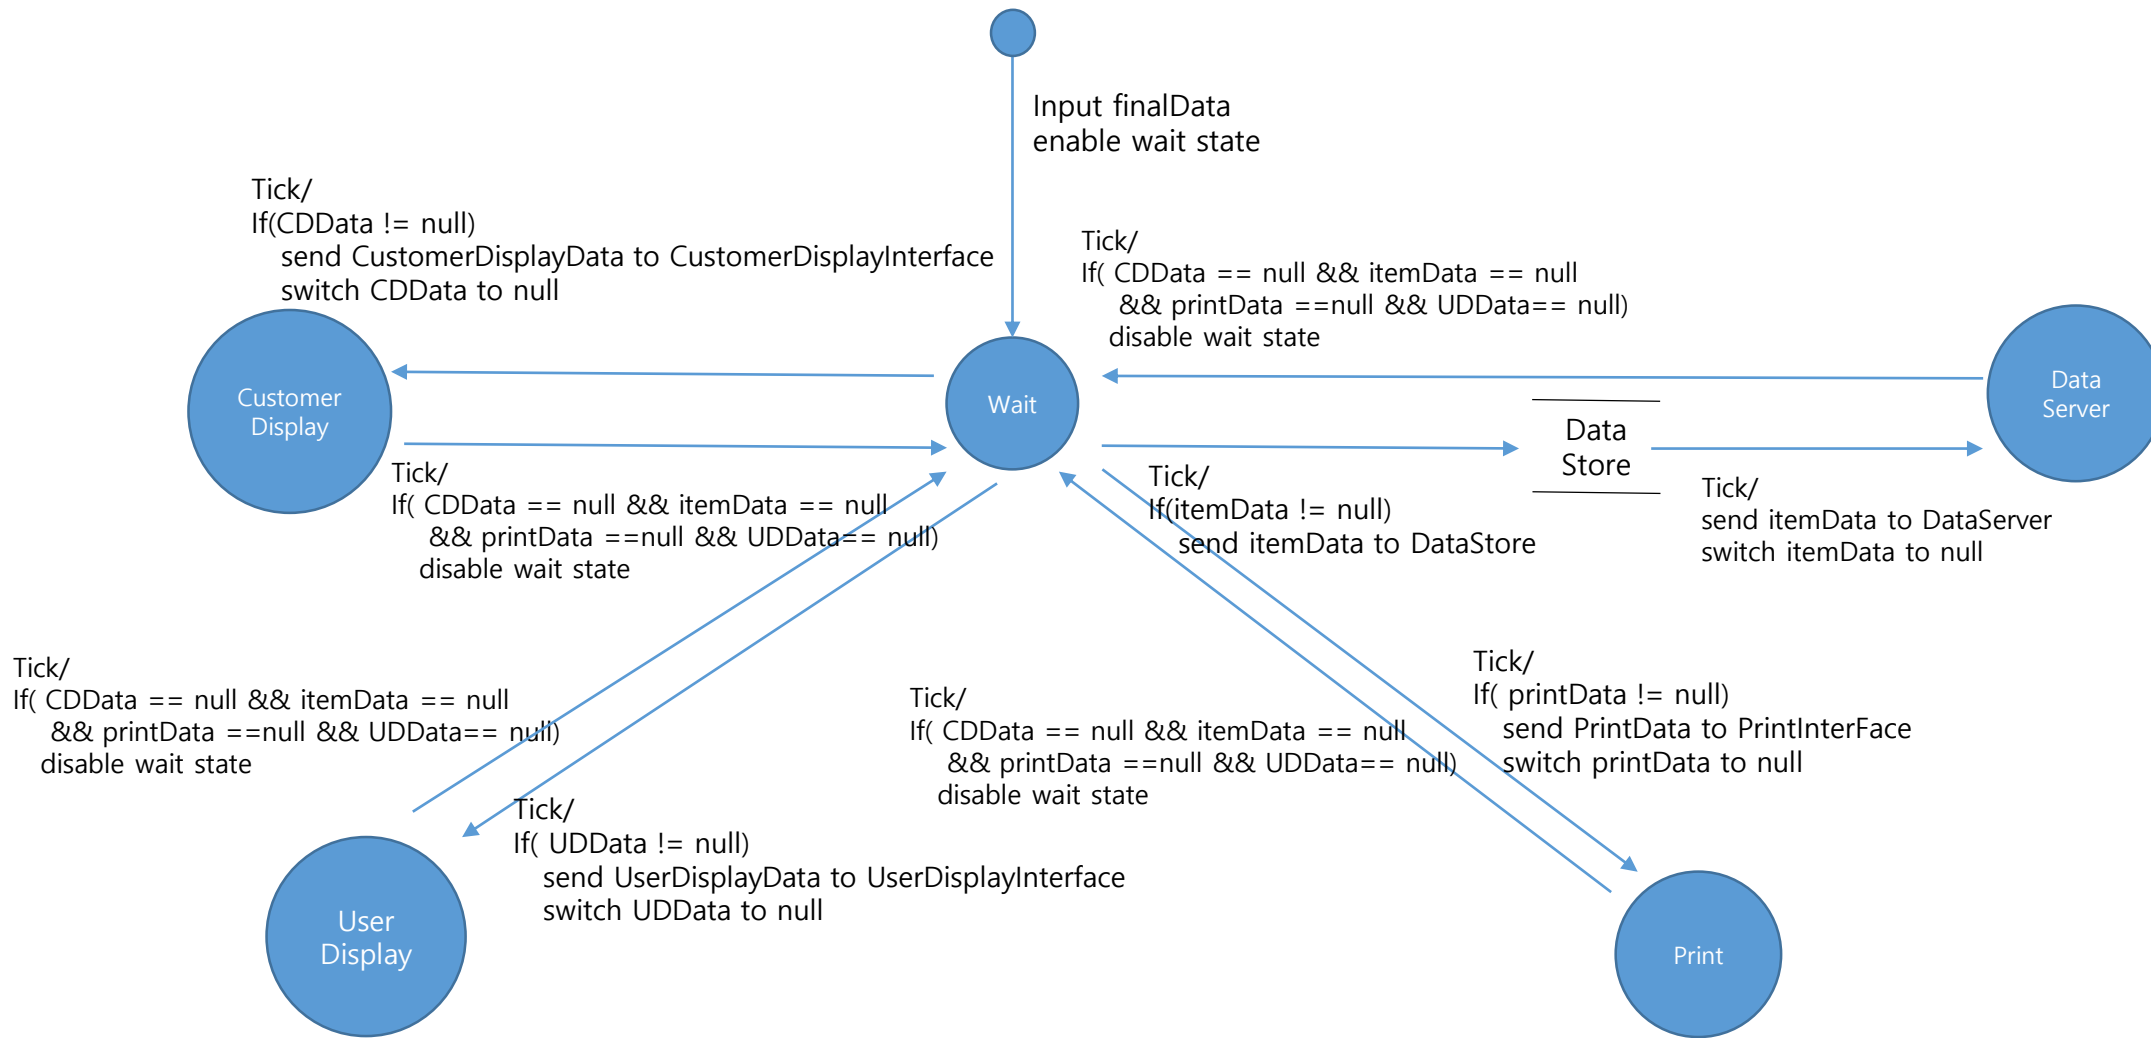 Input finalData
enable wait state
Tick/
If(CDData != null)
send CustomerDisplayData to CustomerDisplayInterface
switch CDData to null
Tick/
If( CDData == null && itemData == null
&& printData ==null && UDData== null)
disable wait state
Customer
Display
Wait
Data
Server
Data
Store
Tick/
If( CDData == null && itemData == null
&& printData ==null && UDData== null)
disable wait state
Tick/
If(itemData != null)
send itemData to DataStore
Tick/
send itemData to DataServer
switch itemData to null
Tick/
If( CDData == null && itemData == null
&& printData ==null && UDData== null)
disable wait state
Tick/
If( CDData == null && itemData == null
&& printData ==null && UDData== null)
disable wait state
Tick/
If( printData != null)
send PrintData to PrintInterFace
switch printData to null
Tick/
If( UDData != null)
send UserDisplayData to UserDisplayInterface
switch UDData to null
User
Display
Print